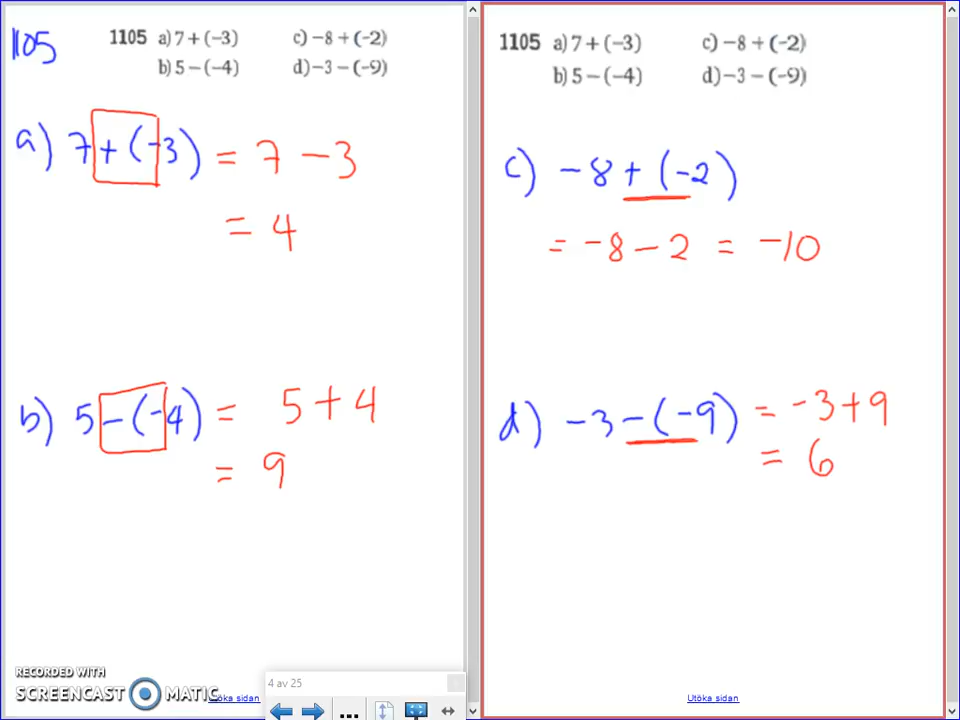 1105
1105 a) 7 + (−3) c) −8 + (−2)
b) 5 − (−4) d) −3 − (−9)
a) 7 + (-3) = 7 - 3
= 4
b) 5 - (-4) = 5 + 4
= 9
RECORDED WITH
SCREENCAST MATIC
Utöka sidan
4 av 25
1105 a) 7 + (−3) c) −8 + (−2)
b) 5 − (−4) d) −3 − (−9)
c) -8 + (-2)
= -8 - 2 = -10
d) -3 - (-9) = -3 + 9
= 6
Utöka sidan